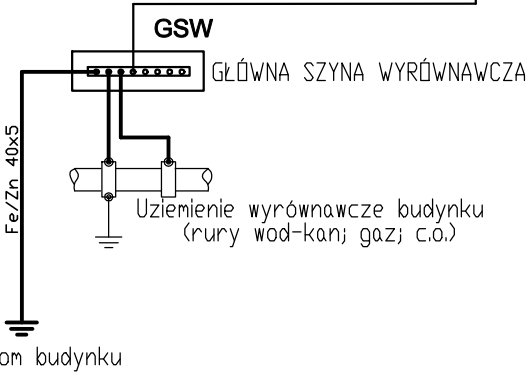 GSW
GŁÓWNA SZYNA WYRÓWNAWCZA
Fe/Zn 40x5
Uziemienie wyrównawcze budynku
(rury wod-kan; gaz; c.o.)
om budynku